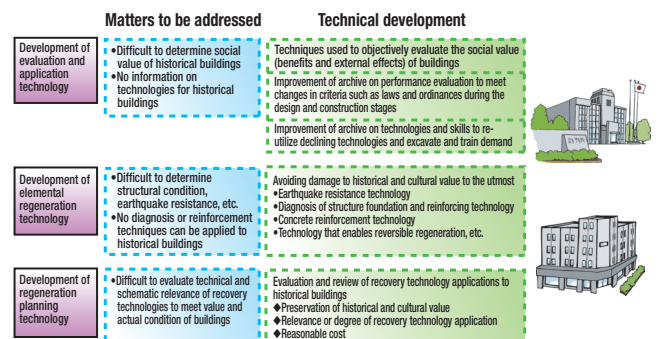 Matters to be addressed
Technical development
Development of
evaluation and
application
technology
•Difficult to determine social
value of historical buildings
•No information on
technologies for historical
buildings
Techniques used to objectively evaluate the social value
(benefits and external effects) of buildings
Improvement of archive on performance evaluation to meet
changes in criteria such as laws and ordinances during the
design and construction stages
Improvement of archive on technologies and skills to re-
utilize declining technologies and excavate and train demand
Development of
elemental
regeneration
technology
•Difficult to determine
structural condition,
earthquake resistance, etc.
•No diagnosis or reinforcement
techniques can be applied to
historical buildings
Avoiding damage to historical and cultural value to the utmost
•Earthquake resistance technology
•Diagnosis of structure foundation and reinforcing technology
•Concrete reinforcement technology
•Technology that enables reversible regeneration, etc.
Development of
regeneration
planning
technology
•Difficult to evaluate technical and
schematic relevance of recovery
technologies to meet value and
actual condition of buildings
Evaluation and review of recovery technology applications to
historical buildings
◆Preservation of historical and cultural value
◆Relevance or degree of recovery technology application
◆Reasonable cost